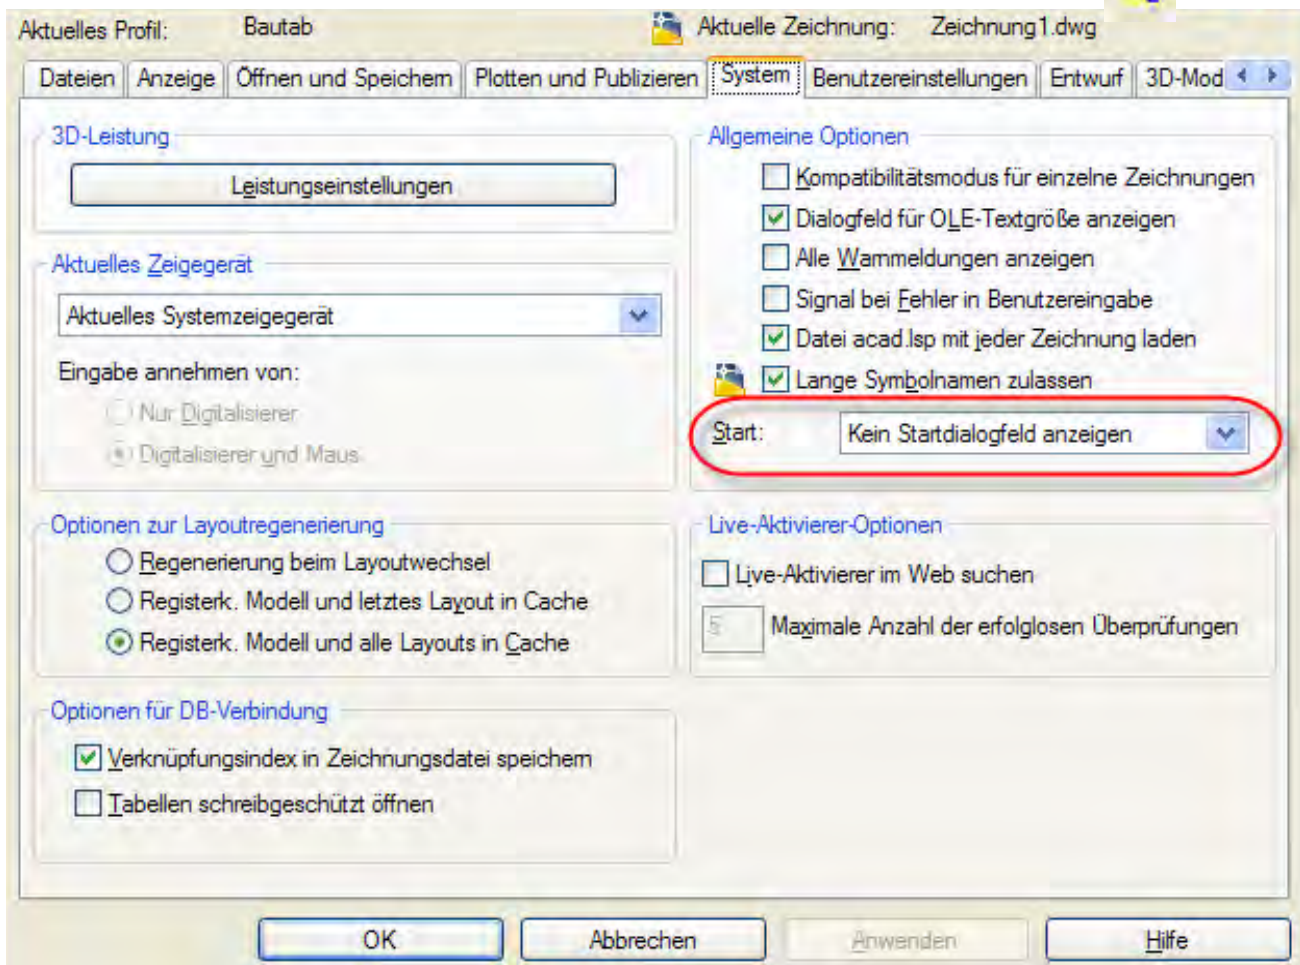 Aktuelles Profil: Bautab Aktuelle Zeichnung: Zeichnung1.dwg
Dateien Anzeige Öffnen und Speichern Plotten und Publizieren System Benutzereinstellungen Entwurf 3D-Mod
3D-Leistung
Leistungseinstellungen
Aktuelles Zeigegerät
Aktuelles Systemzeigegerät
Eingabe annehmen von:
Nur Digitalisierer
Digitalisierer und Maus
Optionen zur Layoutregenerierung
Regenerierung beim Layoutwechsel
Registerk. Modell und letztes Layout in Cache
Registerk. Modell und alle Layouts in Cache
Optionen für DB-Verbindung
Verknüpfungsindex in Zeichnungsdatei speichern
Tabellen schreibgeschützt öffnen
Allgemeine Optionen
Kompatibilitätsmodus für einzelne Zeichnungen
Dialogfeld für OLE-Textgröße anzeigen
Alle Warnmeldungen anzeigen
Signal bei Fehler in Benutzereingabe
Datei acad.lsp mit jeder Zeichnung laden
Lange Symbolnamen zulassen
Start: Kein Startdialogfeld anzeigen
Live-Aktivierer-Optionen
Live-Aktivierer im Web suchen
5 Maximale Anzahl der erfolglosen Überprüfungen
OK Abbrechen Anwenden Hilfe